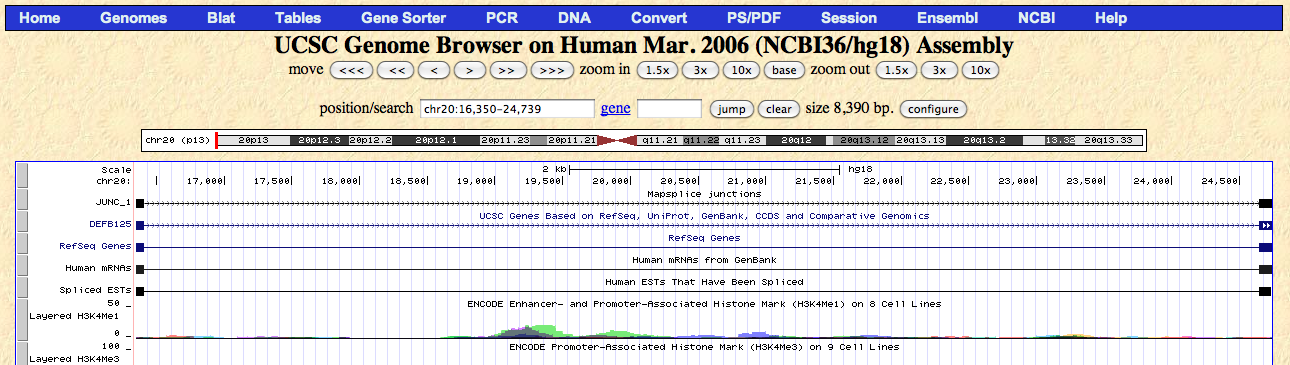 Home Genomes Blat Tables Gene Sorter PCR DNA Convert PS/PDF Session Ensembl NCBI Help
UCSC Genome Browser on Human Mar. 2006 (NCBI36/hg18) Assembly
move <<< << < > >> >>> zoom in 1.5x 3x 10x base zoom out 1.5x 3x 10x
position/search chr20:16,350-24,739 gene jump clear size 8,390 bp. configure
chr20 (p13) 20p13 20p12.3 20p12.2 20p12.1 20p11.23 20p11.21 q11.21 q11.22 q11.23 20q12 20q13.12 20q13.13 20q13.2 13.32 20q13.33
Scale 2 kb hg18
chr20: 17,000 17,500 18,000 18,500 19,000 19,500 20,000 20,500 21,000 21,500 22,000 22,500 23,000 23,500 24,000 24,500
Mapsplice junctions
JUNC_1
UCSC Genes Based on RefSeq, UniProt, GenBank, CCDS and Comparative Genomics
DEFB125
RefSeq Genes
RefSeq Genes
Human mRNAs from GenBank
Human mRNAs
Human ESTs That Have Been Spliced
Spliced ESTs
50 _ ENCODE Enhancer- and Promoter-Associated Histone Mark (H3K4Me1) on 8 Cell Lines
Layered H3K4Me1
0 _
100 _ ENCODE Promoter-Associated Histone Mark (H3K4Me3) on 9 Cell Lines
Layered H3K4Me3